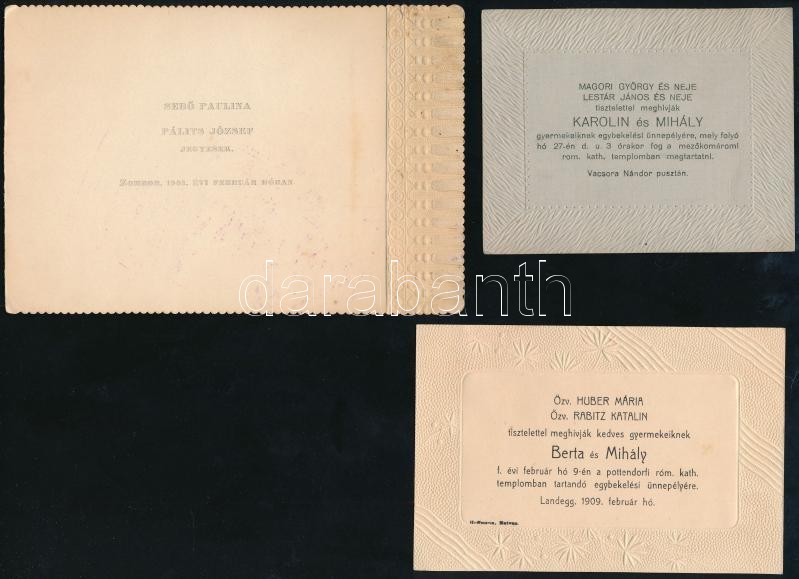 SEBŐ PAULINA
PÁLITS JÓZSEF
JEGYESEK.
ZOMBOR, ÉVI FEBRUÁR HÓBAN.
MAGORI GYÖRGY ÉS NEJE
LESTÁR JÁNOS ÉS NEJE
tisztelettel meghívják
KAROLIN és MIHÁLY
gyermekeiknek egybekelési ünnepélyére, mely folyó
hó 27-én d. u. 3 órakor fog a mezőkomáromi
rom. kath. templomban megtartatni.
Vacsora Nándor pusztán.
darabanth
Özv. HUBER MÁRIA
Özv. RABITZ KATALIN
tisztelettel meghívják kedves gyermekeiknek
Berta és Mihály
f. évi február hó 9-én a pottendorfi róm. kath.
templomban tartandó egybekelési ünnepélyére.
Landegg, 1909. február hó.